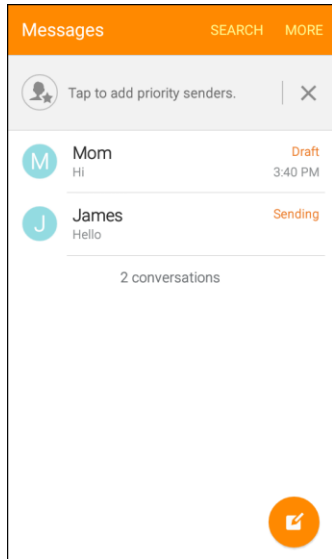 Messages SEARCH MORE
Tap to add priority senders.
M Mom Draft
Hi 3:40 PM
J James Sending
Hello
2 conversations